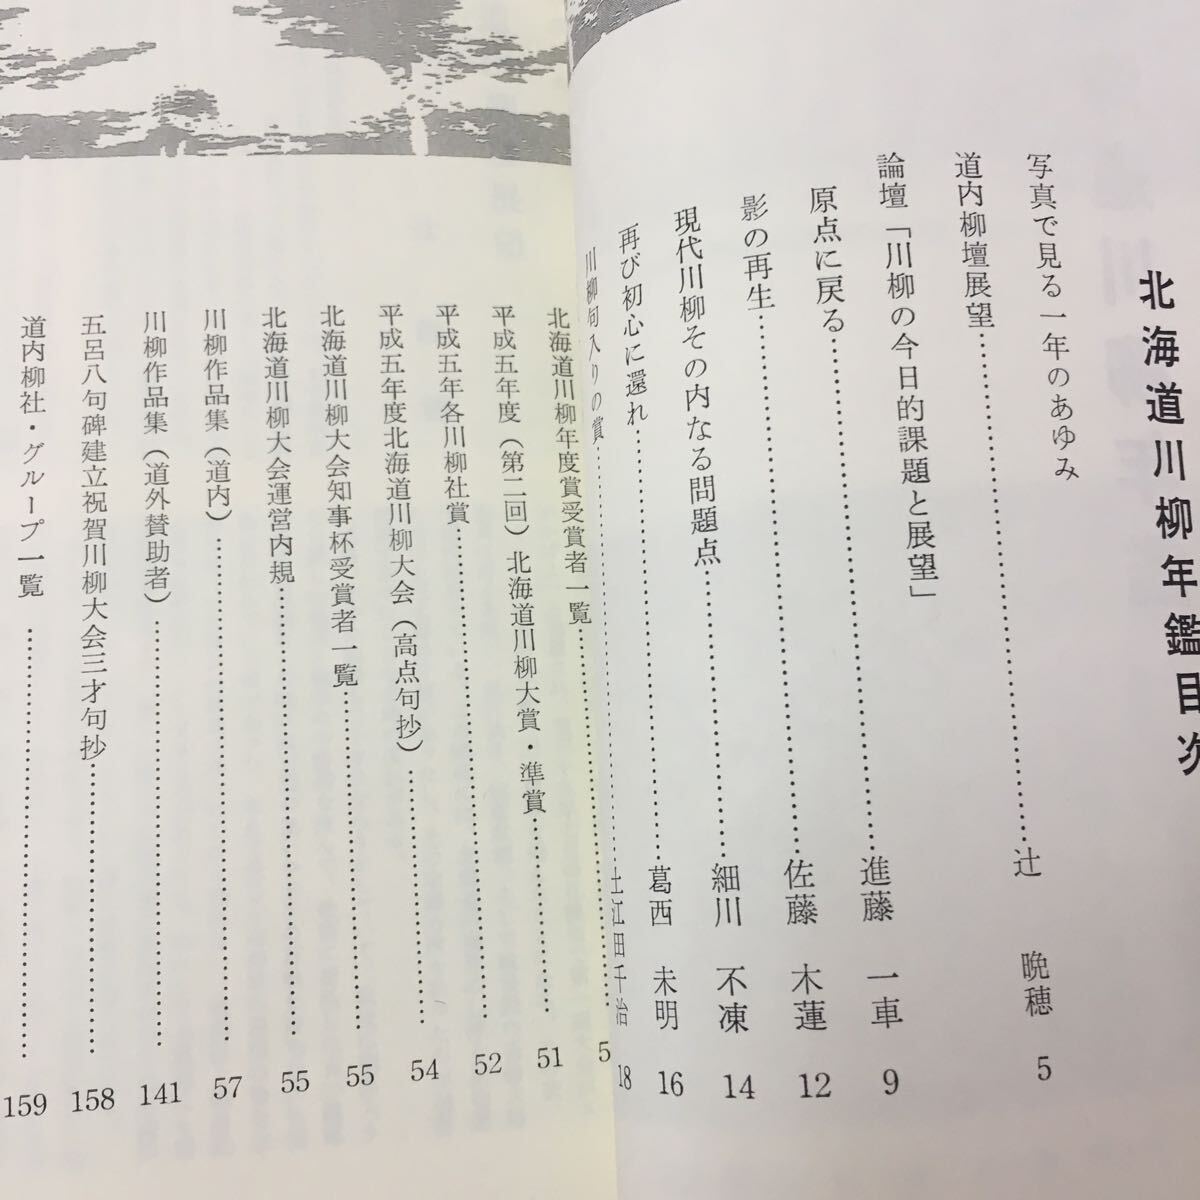 北海道川柳年鑑目次
写真で見る一年のあゆみ
道内柳壇展望……………………辻　晩穂　5
論壇「川柳の今日的課題と展望」
原点に戻る……………………進藤　一車　9
影の再生……………………佐藤　木蓮　12
現代川柳その内なる問題点……………………細川　不凍　14
再び初心に還れ……………………葛西　未明　16
川柳句入りの賞……………………土江田千治　18
北海道川柳年度賞受賞者一覧……………………5
平成五年度（第二回）北海道川柳大賞・準賞……………………51
平成五年各川柳社賞……………………52
平成五年度北海道川柳大会（高点句抄）……………………54
北海道川柳大会知事杯受賞者一覧……………………55
北海道川柳大会運営内規……………………55
川柳作品集（道内）……………………57
川柳作品集（道外賛助者）……………………141
五呂八句碑建立祝賀川柳大会三才句抄……………………158
道内柳社・グループ一覧……………………159